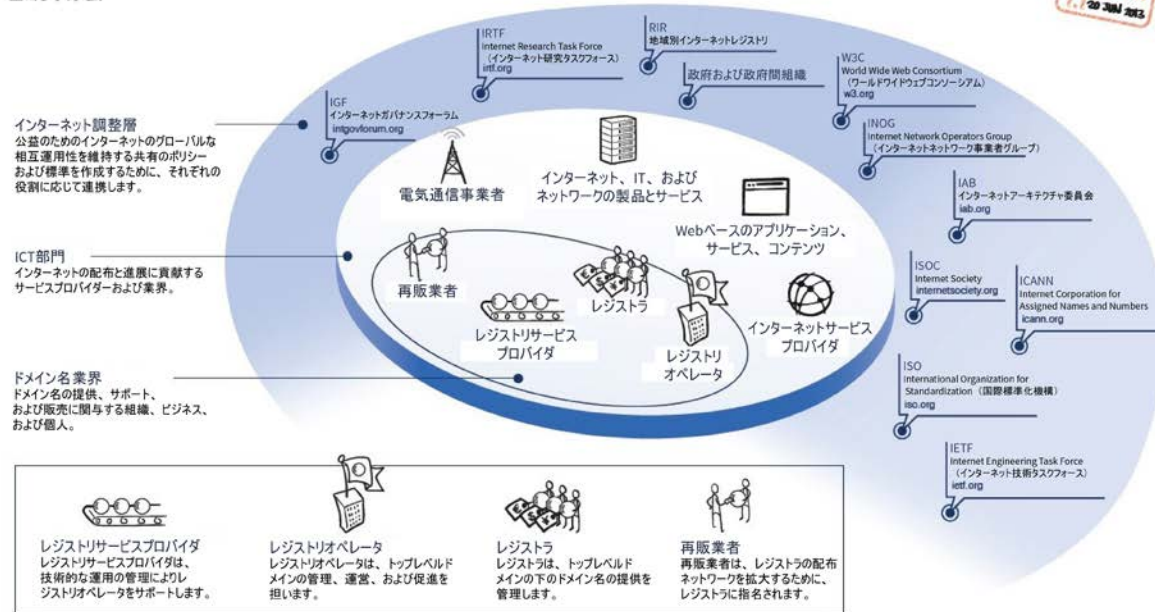 20 JUN 2013
IRTF
Internet Research Task Force
（インターネット研究タスクフォース）
irtf.org
RIR
地域別インターネットレジストリ
政府および政府間組織
W3C
World Wide Web Consortium
（ワールドワイドウェブコンソーシアム）
w3.org
IGF
インターネットガバナンスフォーラム
intgovforum.org
INOG
Internet Network Operators Group
（インターネットネットワーク事業者グループ）
インターネット調整層
公益のためのインターネットのグローバルな
相互運用性を維持する共有のポリシー
および標準を作成するために、それぞれの
役割に応じて連携します。
電気通信事業者
インターネット、IT、および
ネットワークの製品とサービス
IAB
インターネットアーキテクチャ委員会
iab.org
Webベースのアプリケーション、
サービス、コンテンツ
ICT部門
インターネットの配布と進展に貢献する
サービスプロバイダーおよび業界。
再販業者
レジストラ
ISOC
Internet Society
internetsociety.org
ICANN
Internet Corporation for
Assigned Names and Numbers
icann.org
レジストリサービス
プロバイダ
レジストリ
オペレータ
インターネットサービス
プロバイダ
ドメイン名業界
ドメイン名の提供、サポート、
および販売に関与する組織、ビジネス、
および個人。
ISO
International Organization for
Standardization（国際標準化機構）
iso.org
IETF
Internet Engineering Task Force
（インターネット技術タスクフォース）
ietf.org
レジストリサービスプロバイダ
レジストリサービスプロバイダは、
技術的な運用の管理によりレ
ジストリオペレータをサポートします。
レジストリオペレータ
レジストリオペレータは、トップレベルド
メインの管理、運営、および促進を
担います。
レジストラ
レジストラは、トップレベルド
メインの下のドメイン名の提供を
管理します。
再販業者
再販業者は、レジストラの配布
ネットワークを拡大するために、
レジストラに指名されます。